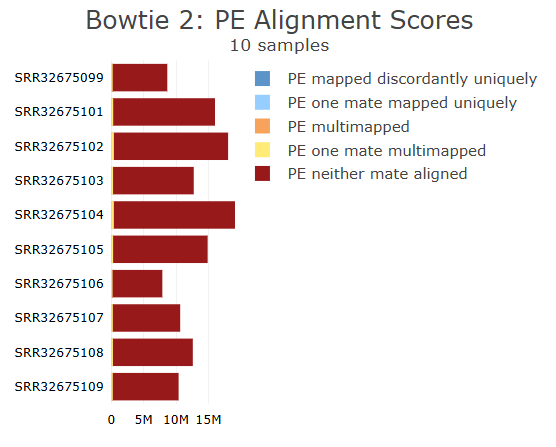 Bowtie 2: PE Alignment Scores
10 samples
SRR32675099
SRR32675101
SRR32675102
SRR32675103
SRR32675104
SRR32675105
SRR32675106
SRR32675107
SRR32675108
SRR32675109
0 5M 10M 15M
PE mapped discordantly uniquely
PE one mate mapped uniquely
PE multimapped
PE one mate multimapped
PE neither mate aligned